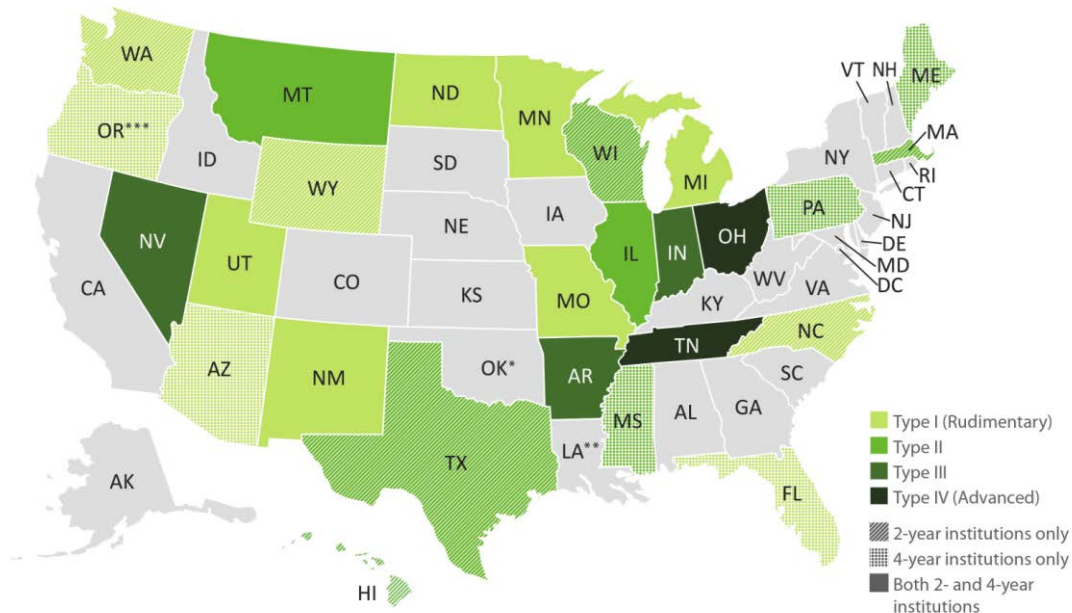 WA
MT
ND
MN
VT
NH
ME
OR***
ID
SD
WI
MI
NY
MA
RI
CT
WY
NE
IA
PA
NJ
NV
UT
CO
IL
IN
OH
DE
MD
DC
CA
KS
MO
KY
WV
VA
AZ
NM
OK*
AR
TN
NC
SC
MS
AL
GA
LA**
TX
FL
AK
HI
Type I (Rudimentary)
Type II
Type III
Type IV (Advanced)
2-year institutions only
4-year institutions only
Both 2- and 4-year
institutions